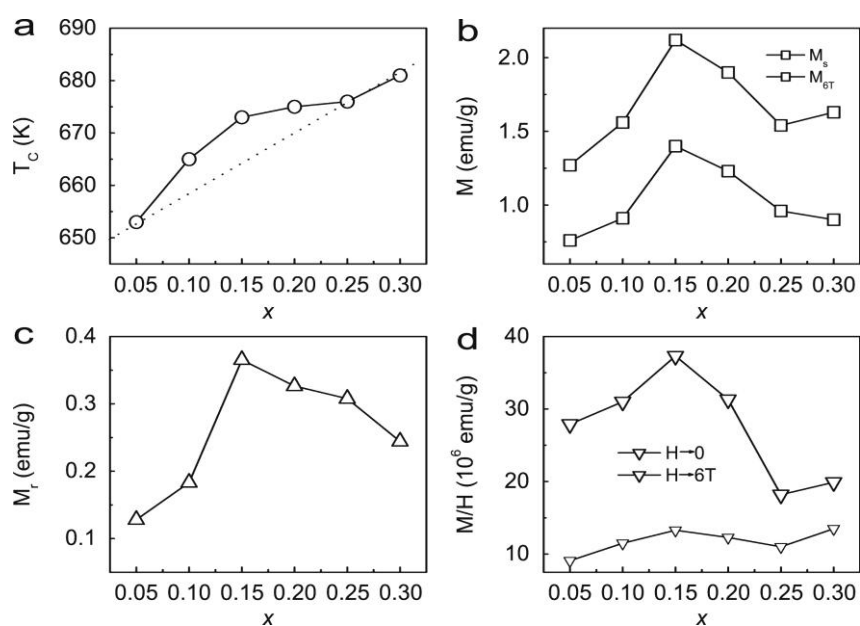 a
690
680
670
660
650
T_C (K)
0.05 0.10 0.15 0.20 0.25 0.30
x
b
2.0
1.5
1.0
M (emu/g)
M_s
M_6T
0.05 0.10 0.15 0.20 0.25 0.30
x
c
0.4
0.3
0.2
0.1
M_r (emu/g)
0.05 0.10 0.15 0.20 0.25 0.30
x
d
40
30
20
10
M/H (10^6 emu/g)
H→0
H→6T
0.05 0.10 0.15 0.20 0.25 0.30
x